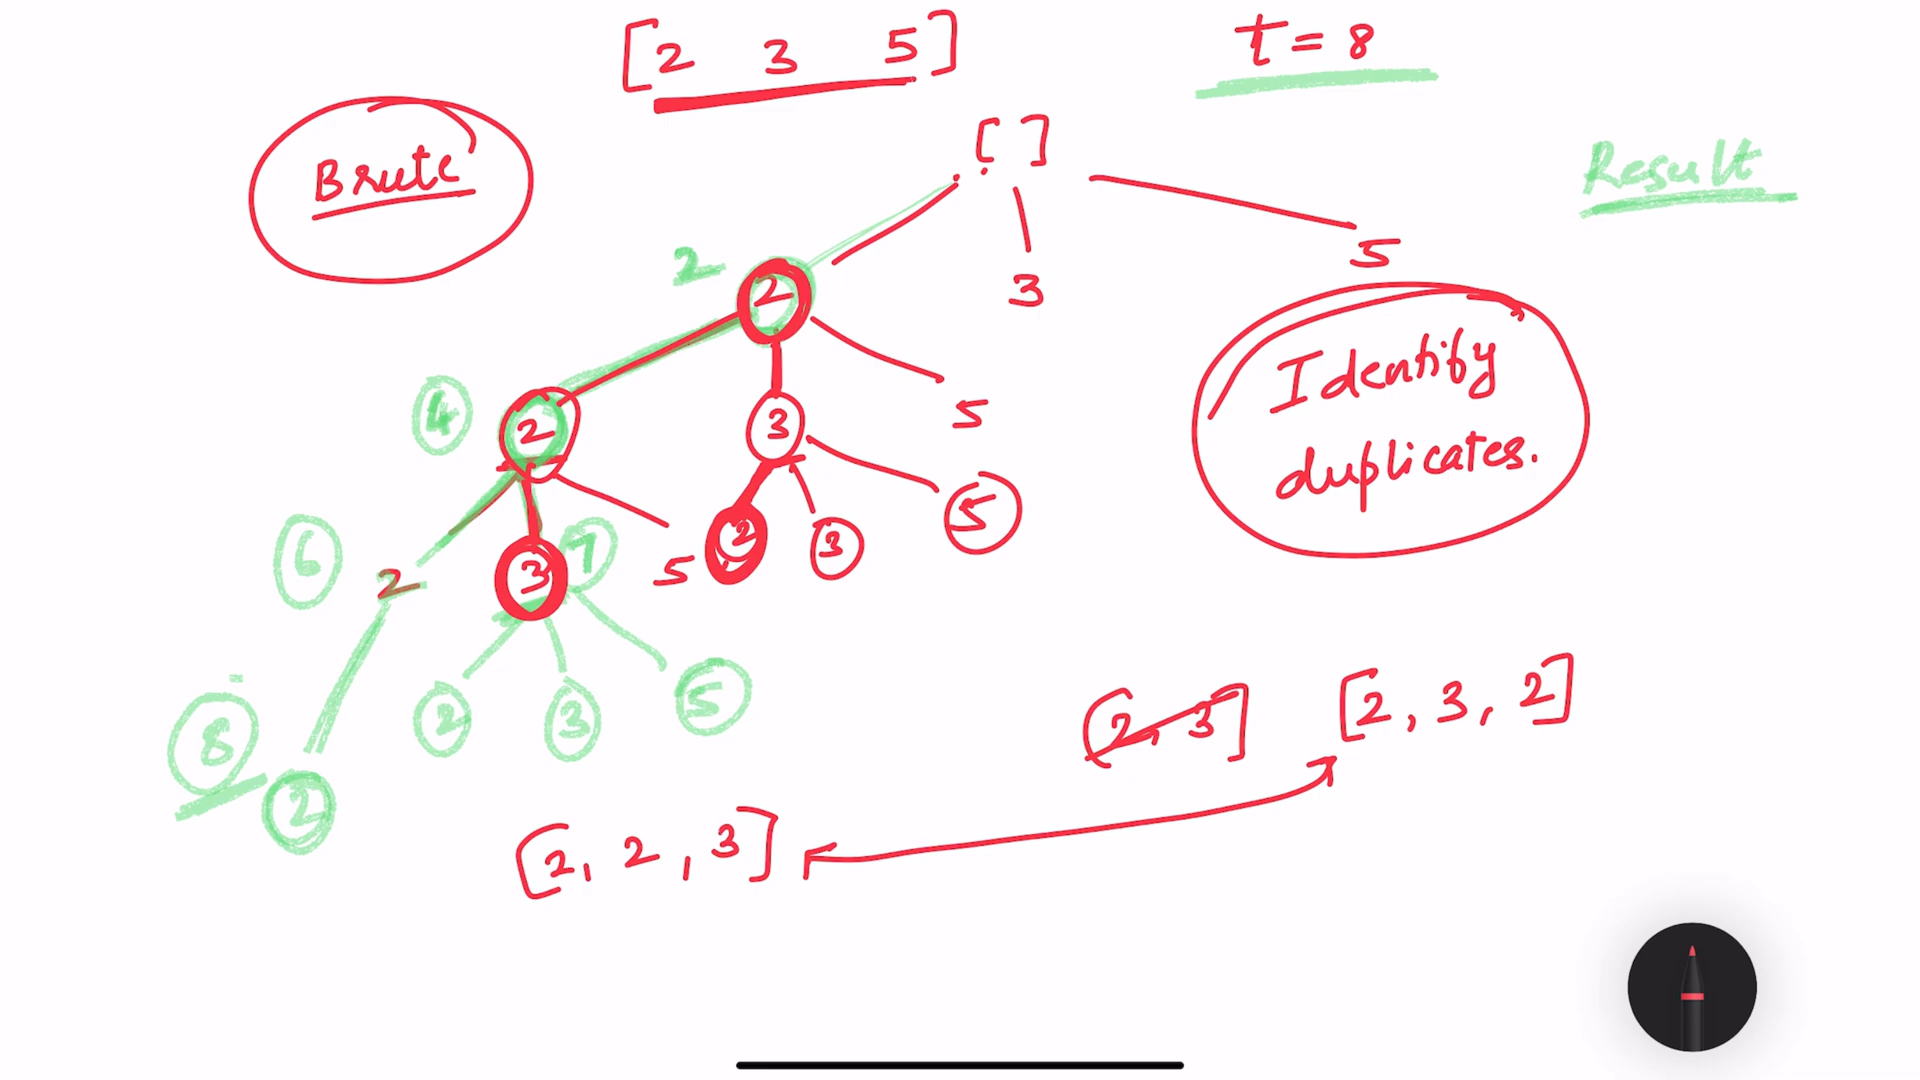 [2 3 5]
t = 8
Brute
[ ]
Result
2
2
3
5
4
2
3
5
6
2
3
7
5
2
3
5
8
2
2
3
5
Identify
duplicates.
[2, 3]
[2, 3, 2]
[2, 2, 3]